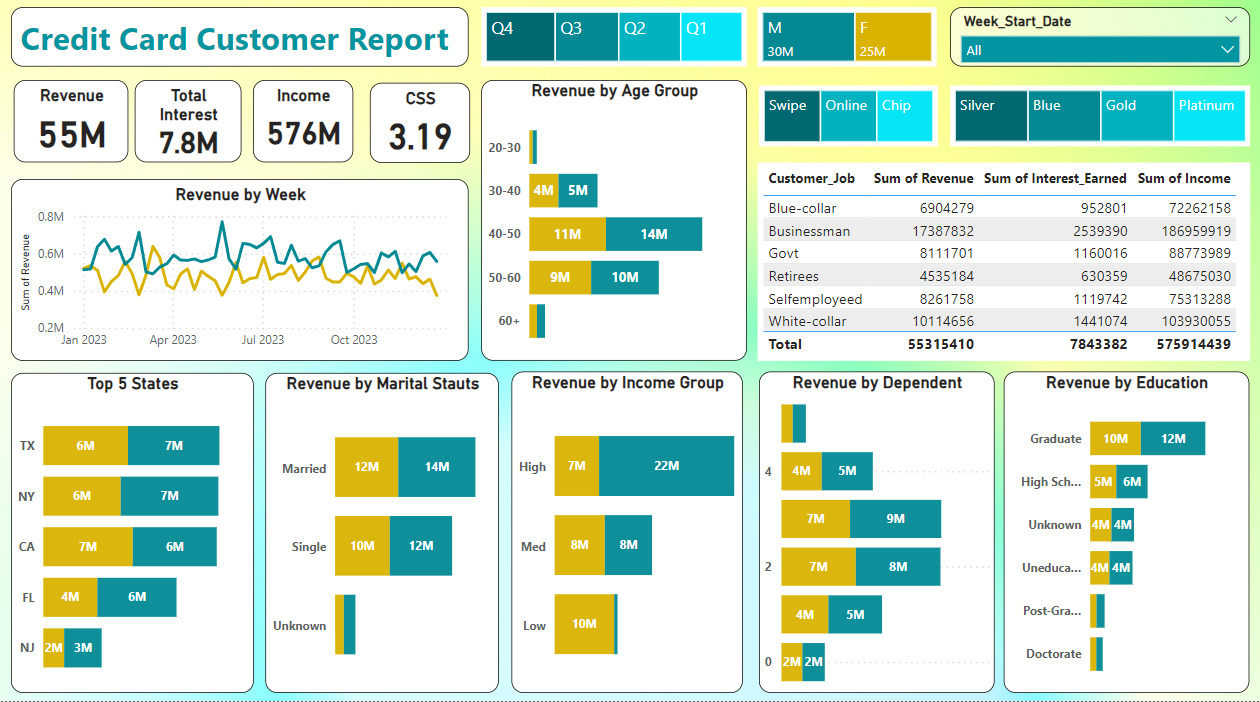 Credit Card Customer Report
Q4 Q3 Q2 Q1
M F
30M 25M
Week_Start_Date
All
Revenue
55M
Total
Interest
7.8M
Income
576M
CSS
3.19
Revenue by Age Group
20-30
30-40 4M 5M
40-50 11M 14M
50-60 9M 10M
60+
Swipe Online Chip
Silver Blue Gold Platinum
Revenue by Week
Sum of Revenue
0.8M
0.6M
0.4M
0.2M
Jan 2023 Apr 2023 Jul 2023 Oct 2023
Customer_Job Sum of Revenue Sum of Interest_Earned Sum of Income
Blue-collar 6904279 952801 72262158
Businessman 17387832 2539390 186959919
Govt 8111701 1160016 88773989
Retirees 4535184 630359 48675030
Selfemployeed 8261758 1119742 75313288
White-collar 10114656 1441074 103930055
Total 55315410 7843382 575914439
Top 5 States
TX 6M 7M
NY 6M 7M
CA 7M 6M
FL 4M 6M
NJ 2M 3M
Revenue by Marital Stauts
Married 12M 14M
Single 10M 12M
Unknown
Revenue by Income Group
High 7M 22M
Med 8M 8M
Low 10M
Revenue by Dependent
4 4M 5M
7M 9M
2 7M 8M
4M 5M
0 2M 2M
Revenue by Education
Graduate 10M 12M
High Sch... 5M 6M
Unknown 4M 4M
Uneduca... 4M 4M
Post-Gra...
Doctorate